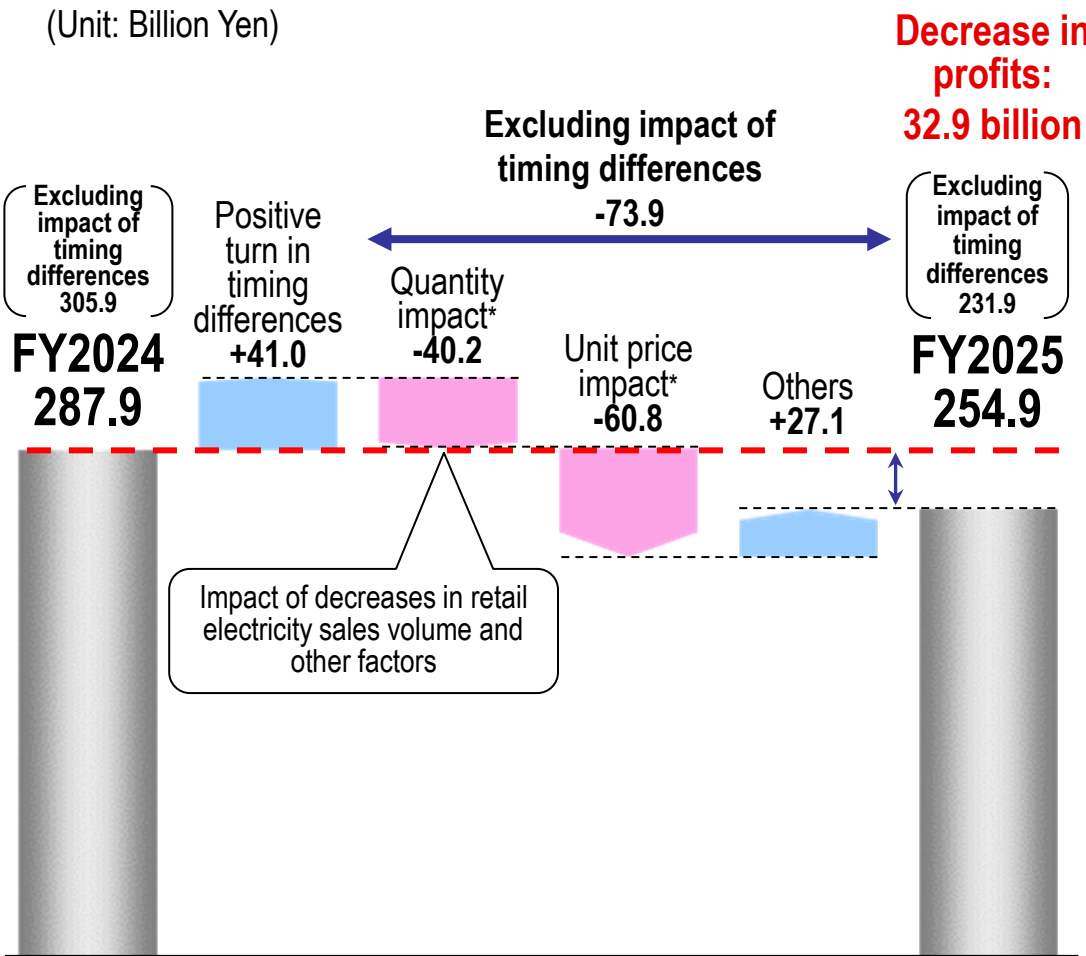 (Unit: Billion Yen)
Decrease in
profits:
32.9 billion
Excluding impact of
timing differences
-73.9
Excluding
impact of
timing
differences
305.9
FY2024
287.9
Positive
turn in
timing
differences
+41.0
Quantity
impact*
-40.2
Unit price
impact*
-60.8
Others
+27.1
Excluding
impact of
timing
differences
231.9
FY2025
254.9
Impact of decreases in retail
electricity sales volume and
other factors